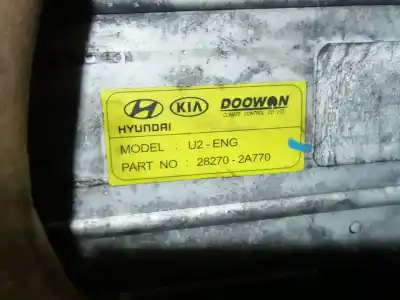 HYUNDAI KIA DOOWON
CLIMATE CONTROL CO LTD.
MODEL : U2-ENG
PART NO : 28270-2A770